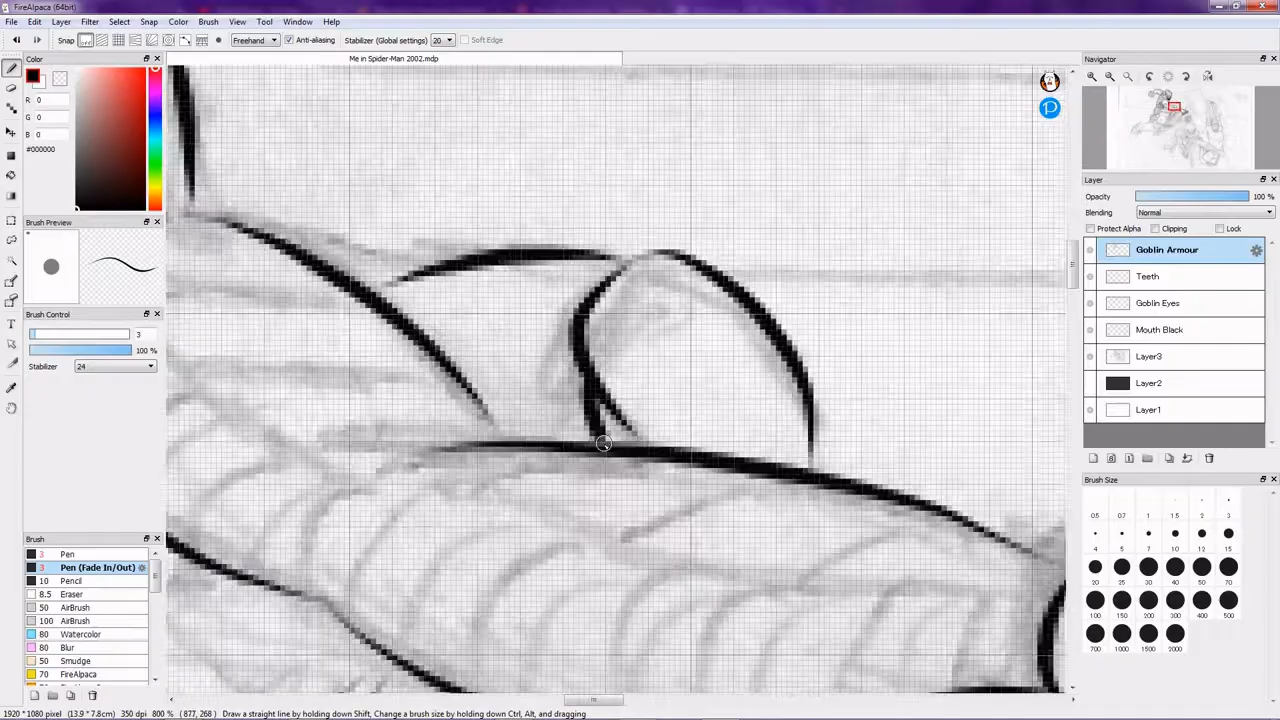 FireAlpaca (64bit)
File Edit Layer Filter Select Snap Color Brush View Tool Window Help
Snap off Freehand Anti-aliasing Stabilizer (Global settings) 20 Soft Edge
Color
Me in Spider-Man 2002.mdp
Navigator
R 0
G 0
B 0
#000000
Brush Preview
Brush Control
3
100 %
Stabilizer 24
Layer
Opacity 100 %
Blending Normal
Protect Alpha Clipping Lock
Goblin Armour
Teeth
Goblin Eyes
Mouth Black
Layer3
Layer2
Layer1
Brush
3 Pen
3 Pen (Fade In/Out)
10 Pencil
8.5 Eraser
50 AirBrush
100 AirBrush
80 Watercolor
80 Blur
50 Smudge
70 FireAlpaca
Brush Size
0.5 0.7 1 1.5 2 3
4 5 7 10 12 15
20 25 30 40 50 70
100 150 200 300 400 500
700 800 1000 2000
1920 * 1080 pixel (13.9 * 7.8cm) 350 dpi 800 % ( 877, 268 ) Draw a straight line by holding down Shift, Change a brush size by holding down Ctrl, Alt, and dragging